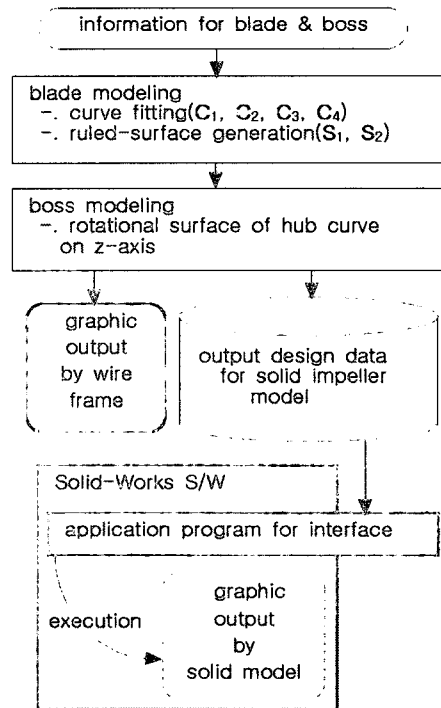 information for blade & boss
blade modeling
-. curve fitting(C₁, C₂, C₃, C₄)
-. ruled-surface generation(S₁, S₂)
boss modeling
-. rotational surface of hub curve
on z-axis
graphic
output
by wire
frame
output design data
for solid impeller
model
Solid-Works S/W
application program for interface
execution
graphic
output
by
solid model